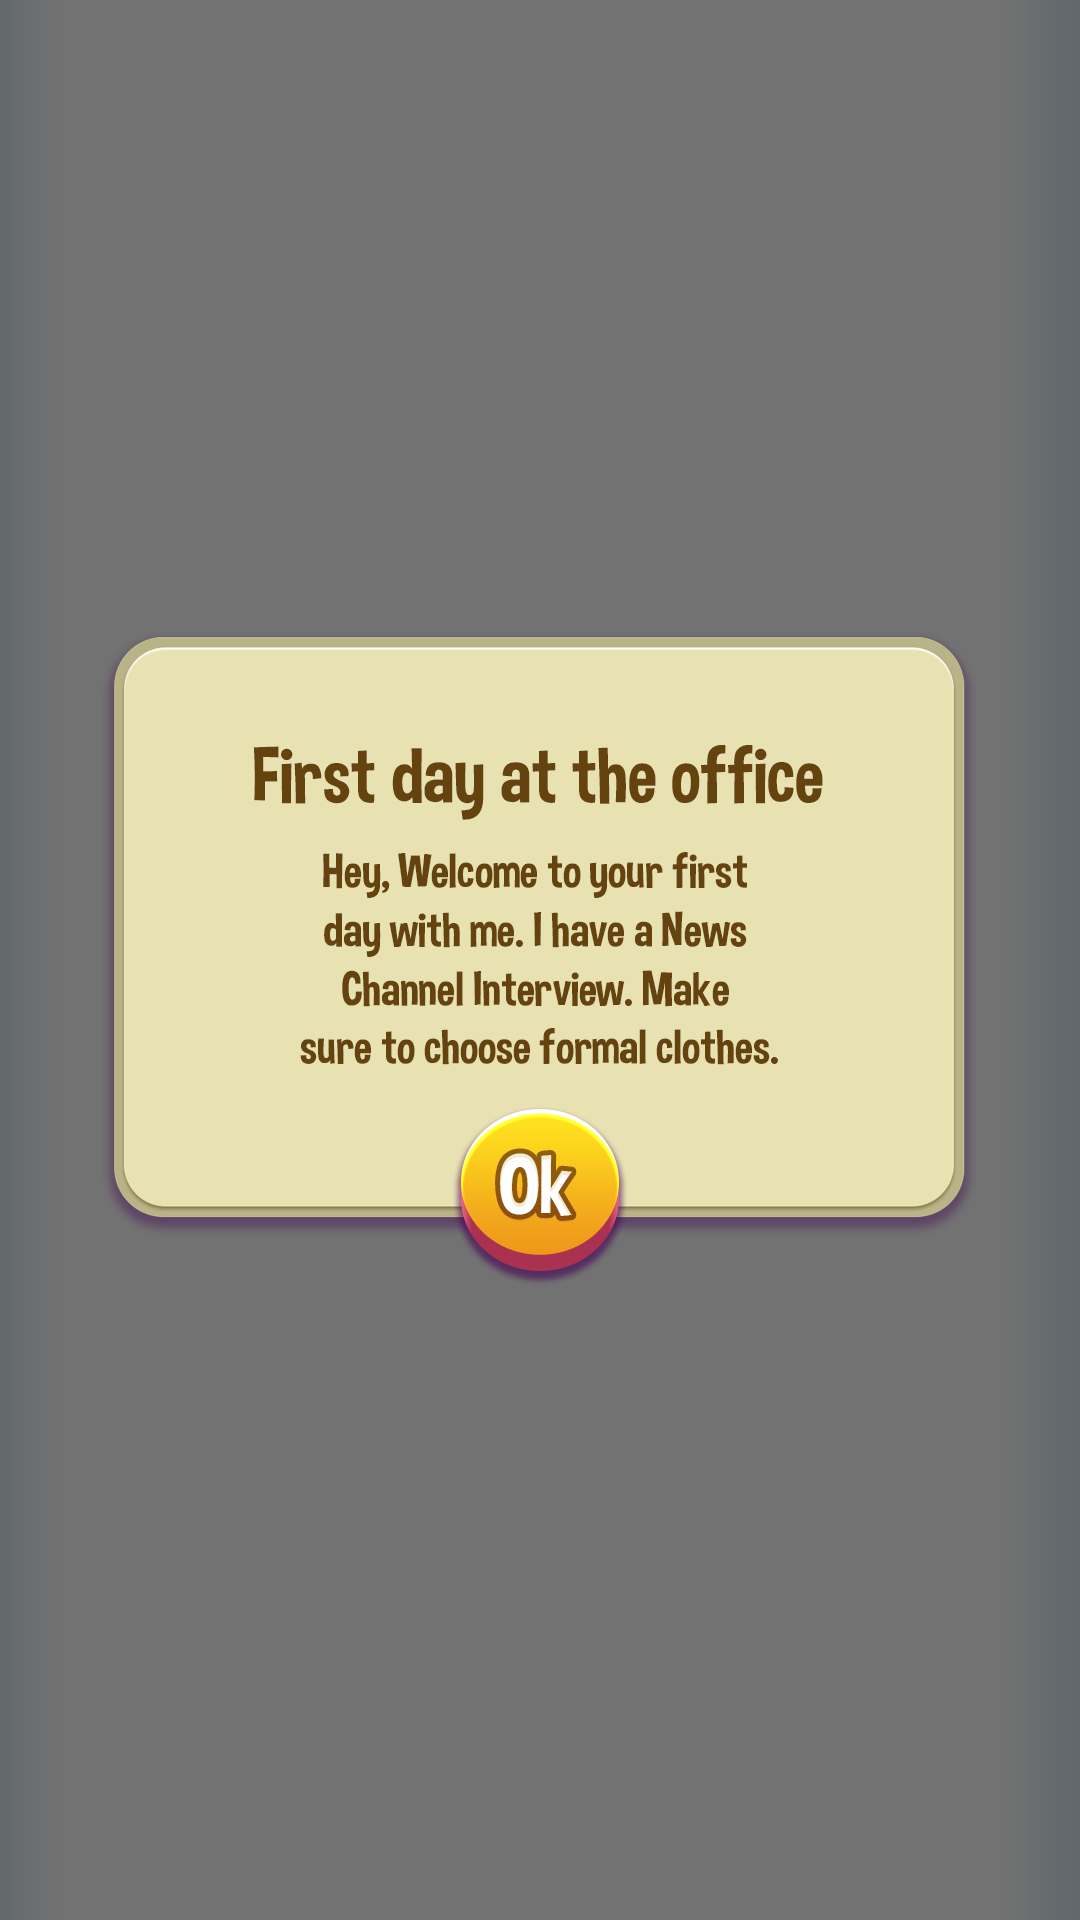 First day at the office
Hey, Welcome to your first
day with me. I have a News
Channel Interview. Make
sure to choose formal clothes.
Ok